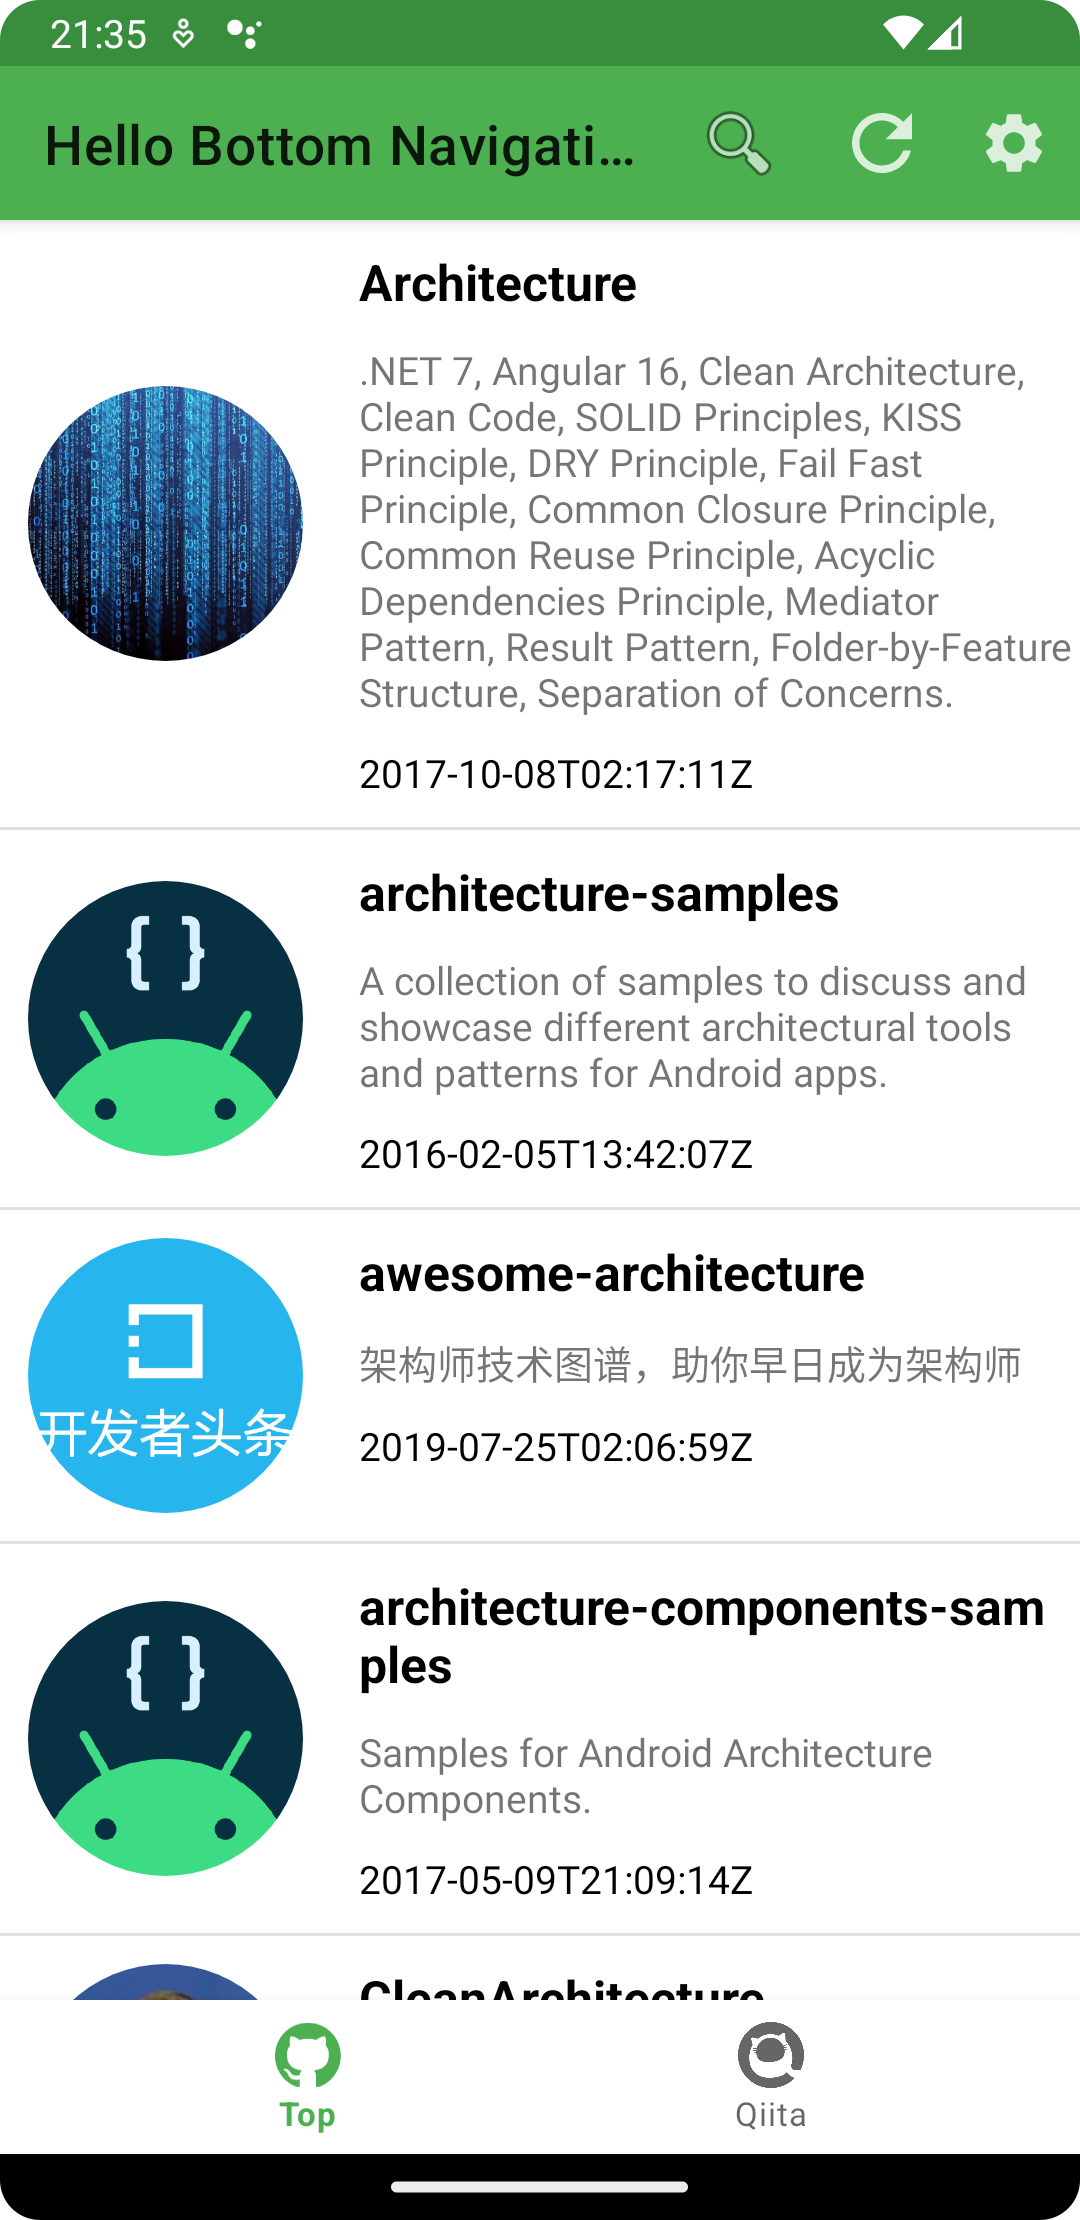 21:35
Hello Bottom Navigati...
Architecture
.NET 7, Angular 16, Clean Architecture,
Clean Code, SOLID Principles, KISS
Principle, DRY Principle, Fail Fast
Principle, Common Closure Principle,
Common Reuse Principle, Acyclic
Dependencies Principle, Mediator
Pattern, Result Pattern, Folder-by-Feature
Structure, Separation of Concerns.
2017-10-08T02:17:11Z
{ }
architecture-samples
A collection of samples to discuss and
showcase different architectural tools
and patterns for Android apps.
2016-02-05T13:42:07Z
开发者头条
awesome-architecture
架构师技术图谱，助你早日成为架构师
2019-07-25T02:06:59Z
{ }
architecture-components-sam
ples
Samples for Android Architecture
Components.
2017-05-09T21:09:14Z
CleanArchitecture
Top
Qiita